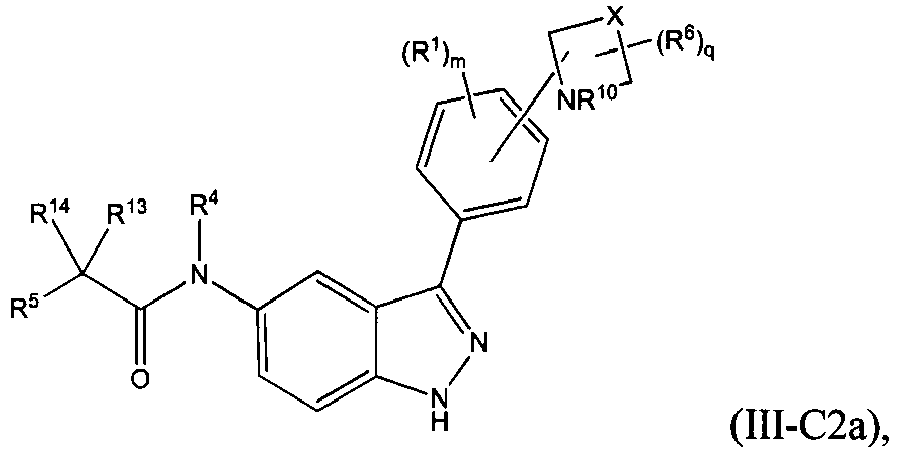 X
(R¹)ₘ
(R⁶)q
NR¹⁰
R¹⁴
R¹³
R⁴
N
R⁵
N
O
N
H
(III-C2a),